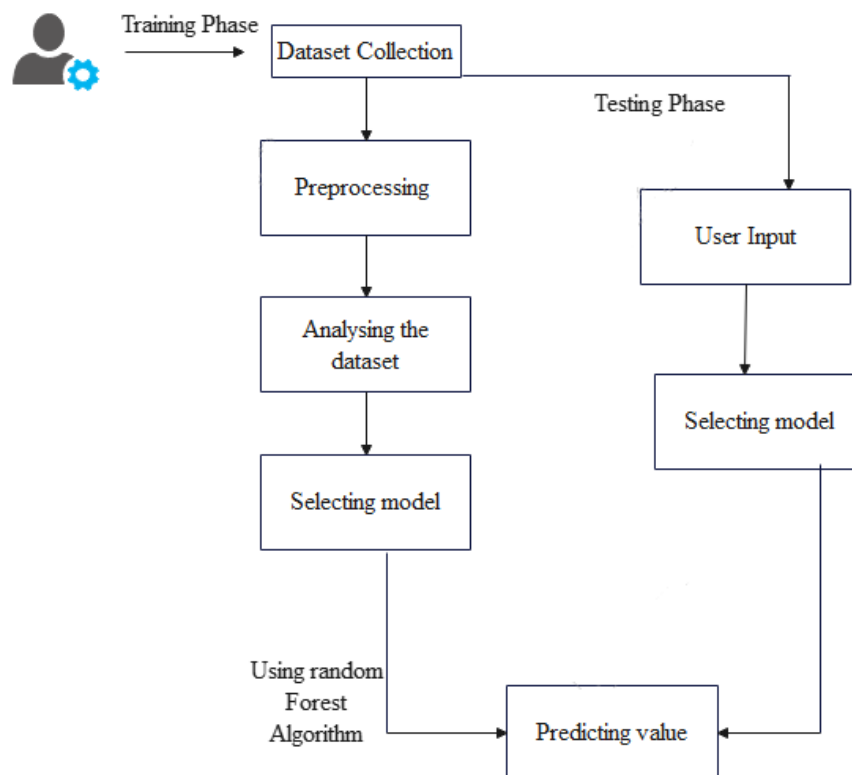 Training Phase
Dataset Collection
Testing Phase
Preprocessing
User Input
Analysing the
dataset
Selecting model
Selecting model
Using random
Forest
Algorithm
Predicting value